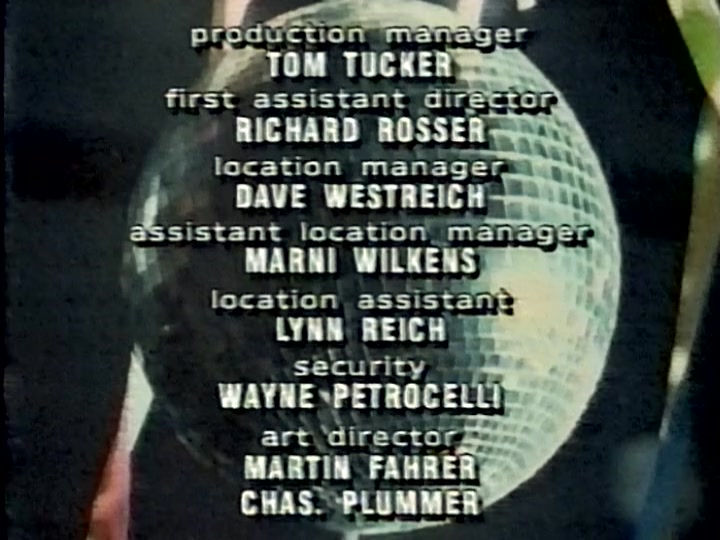 production manager
TOM TUCKER
first assistant director
RICHARD ROSSER
location manager
DAVE WESTREICH
assistant location manager
MARNI WILKENS
location assistant
LYNN REICH
security
WAYNE PETROCELLI
art director
MARTIN FAHRER
CHAS. PLUMMER